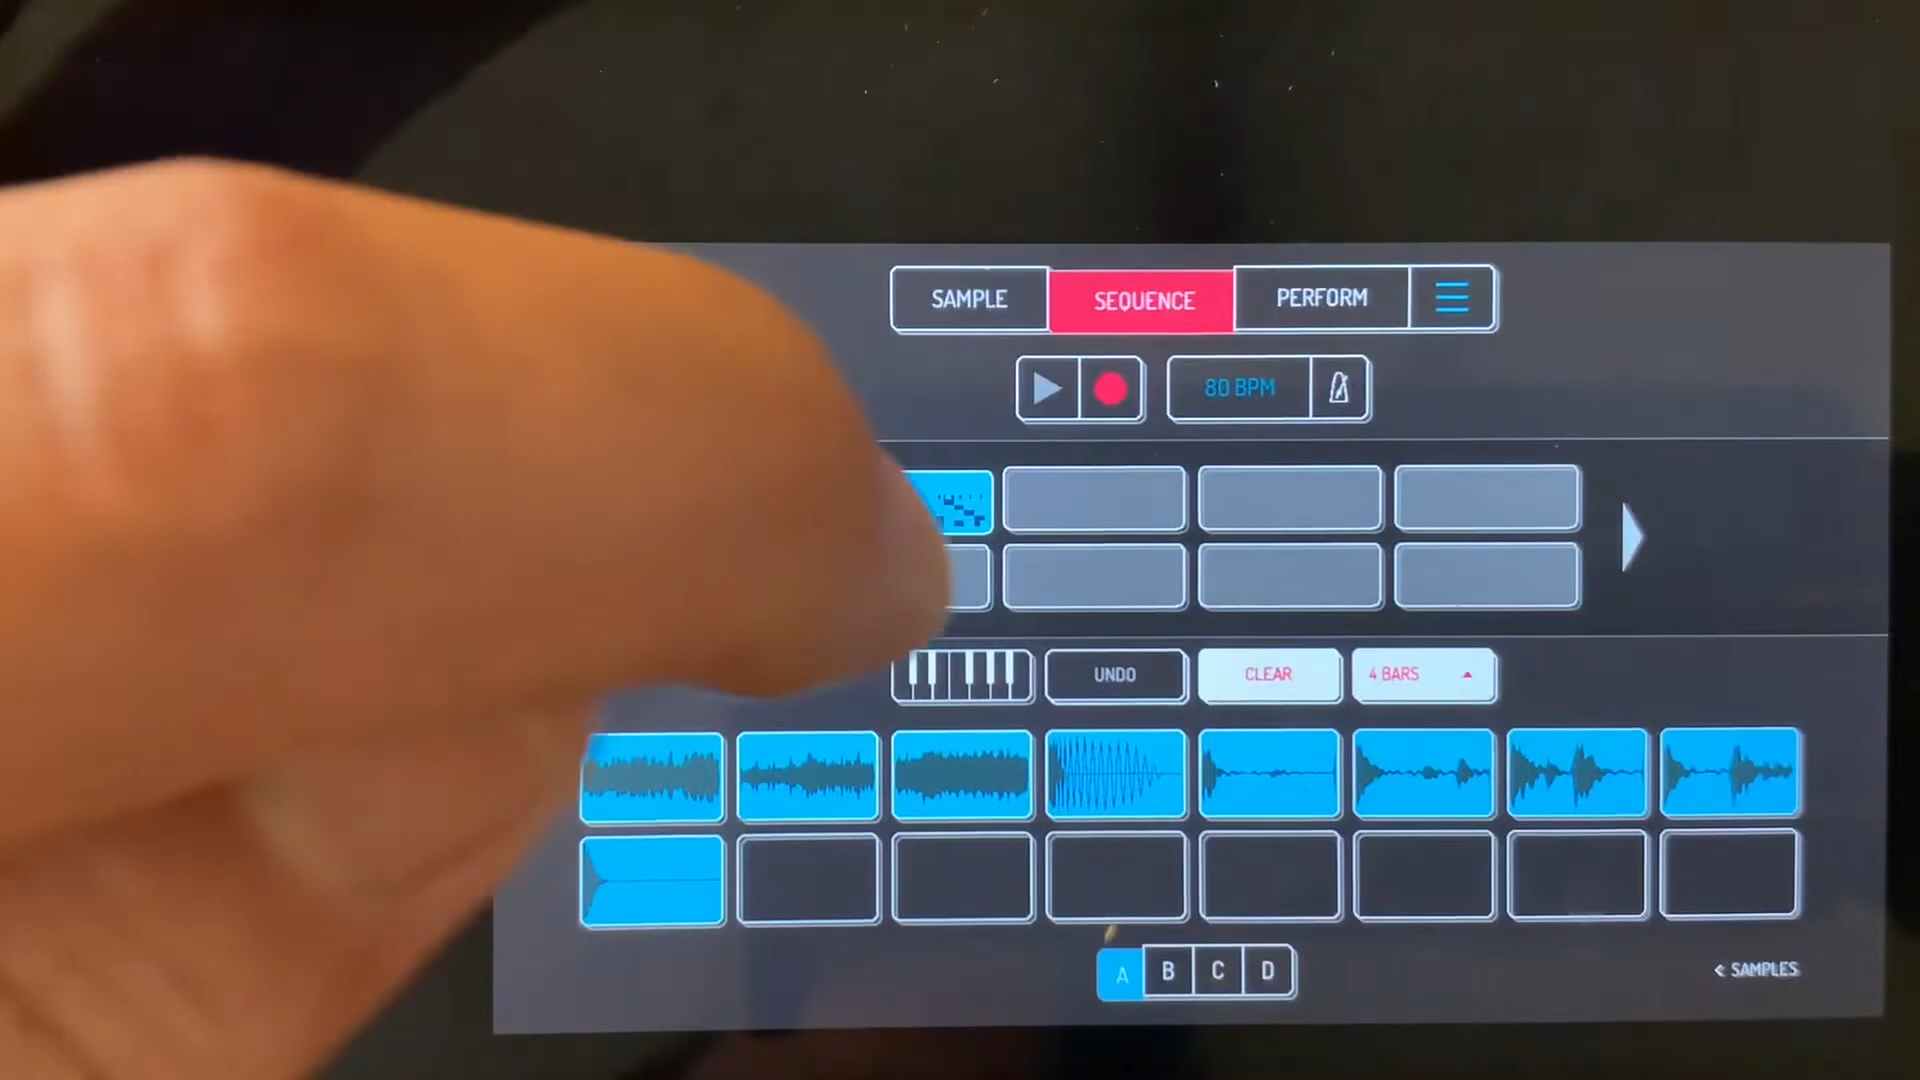 SAMPLE SEQUENCE PERFORM
80 BPM
UNDO CLEAR 4 BARS
A B C D < SAMPLES